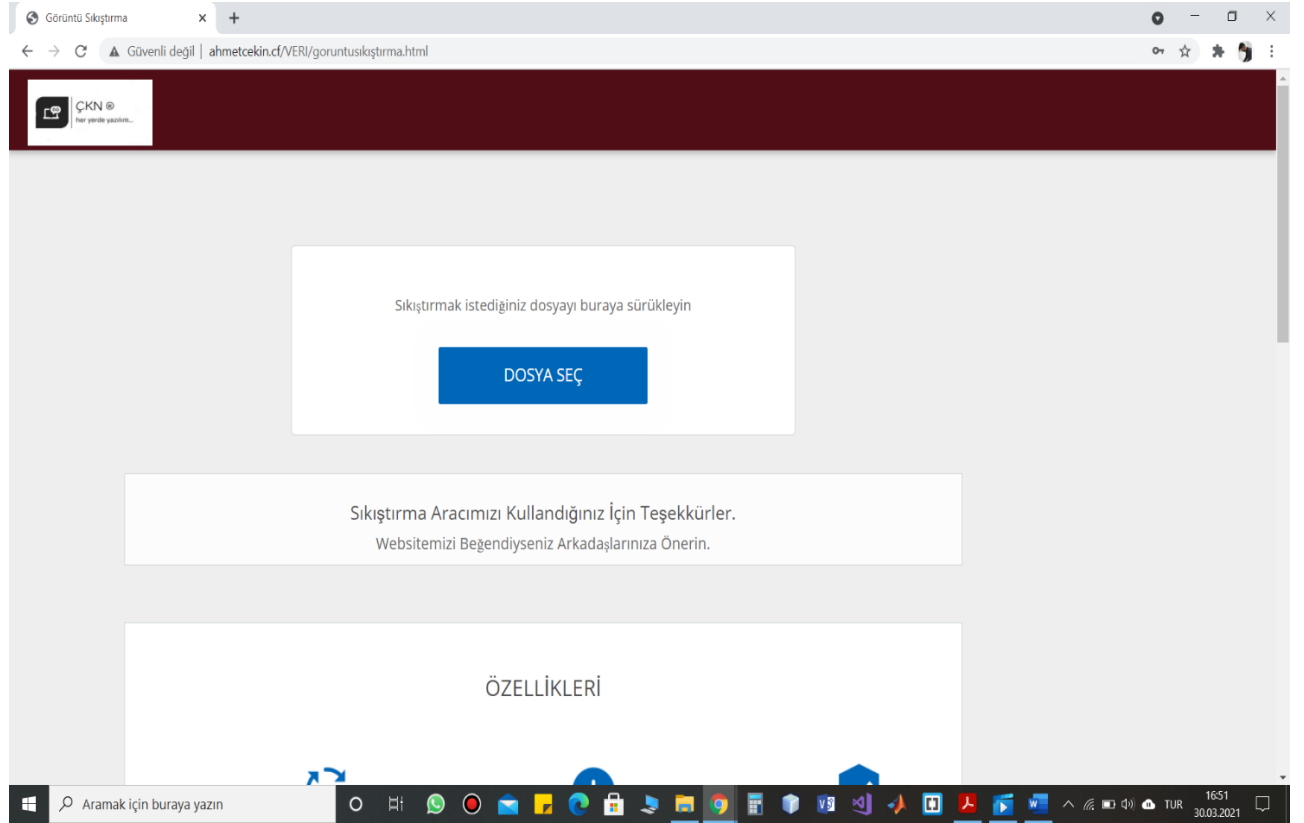 Görüntü Sıkıştırma
Güvenli değil | ahmetcekin.cf/VERI/goruntusıkıştırma.html
ÇKN ®
her yerde yazılım...
Sıkıştırmak istediğiniz dosyayı buraya sürükleyin
DOSYA SEÇ
Sıkıştırma Aracımızı Kullandığınız İçin Teşekkürler.
Websitemizi Beğendiyseniz Arkadaşlarınıza Önerin.
ÖZELLİKLERİ
Aramak için buraya yazın
TUR
16:51
30.03.2021